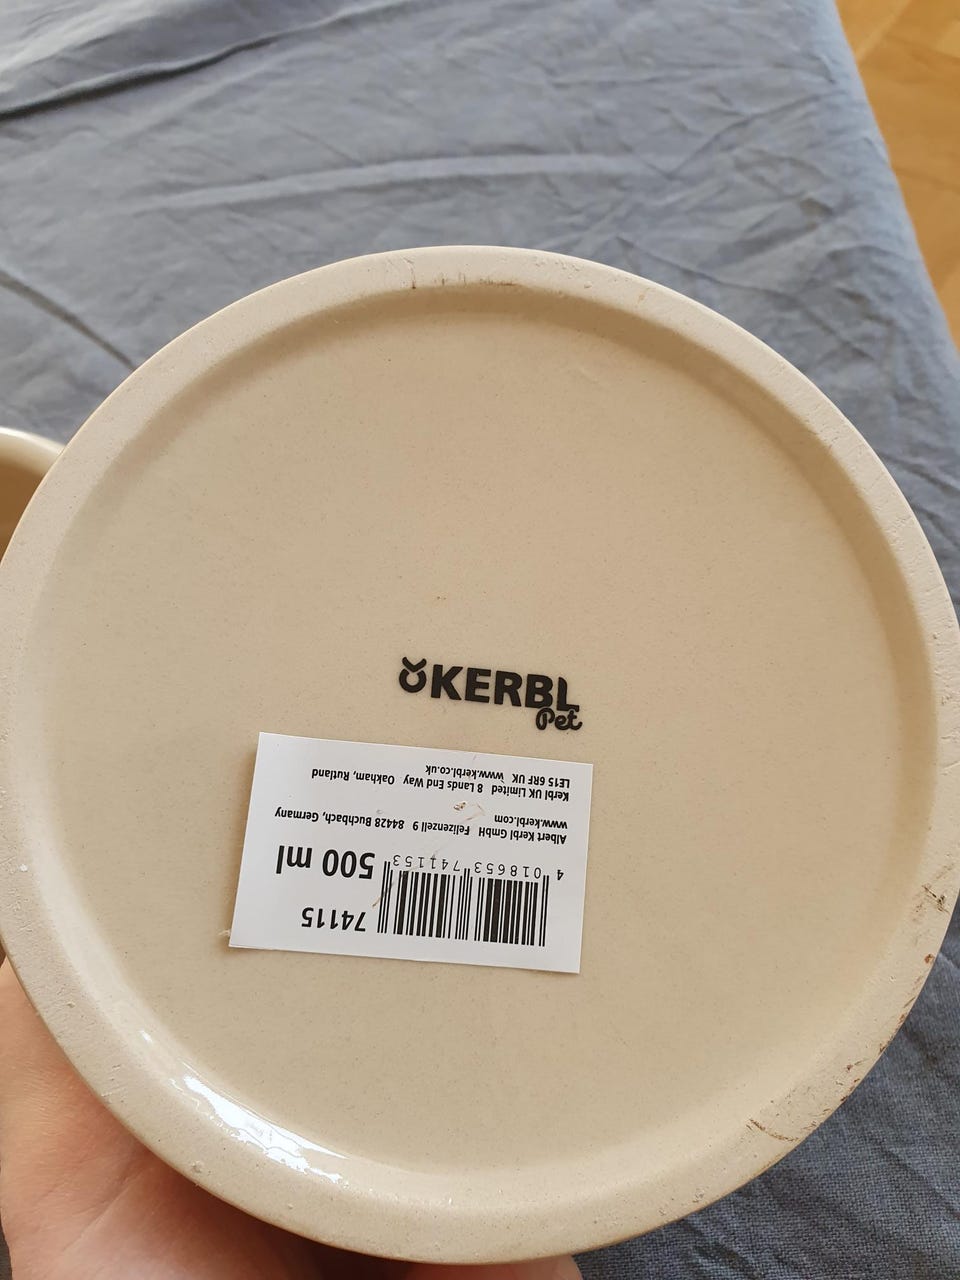 KERBL
Pet
74115
500 ml
4 018653 741153
Albert Kerbl GmbH Felizenzell 9 84428 Buchbach, Germany
www.kerbl.com
Kerbl UK Limited 8 Lands End Way Oakham, Rutland
LE15 6RF UK www.kerbl.co.uk